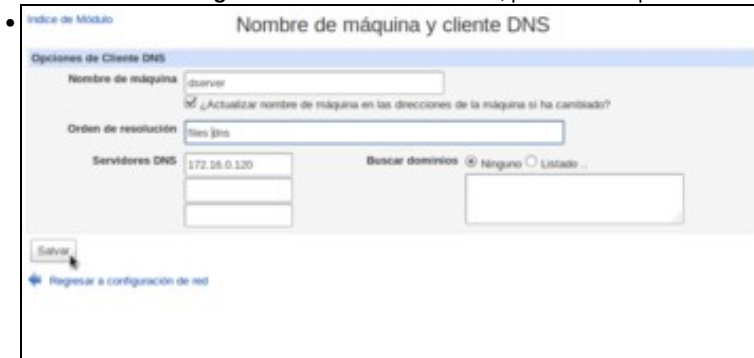 Indice de Módulo
Nombre de máquina y cliente DNS
Opciones de Cliente DNS
Nombre de máquina dserver
¿Actualizar nombre de máquina en las direcciones de la máquina si ha cambiado?
Orden de resolución files dns
Servidores DNS 172.16.0.120 Buscar dominios Ninguno Listado ..
Salvar
Regresar a configuración de red